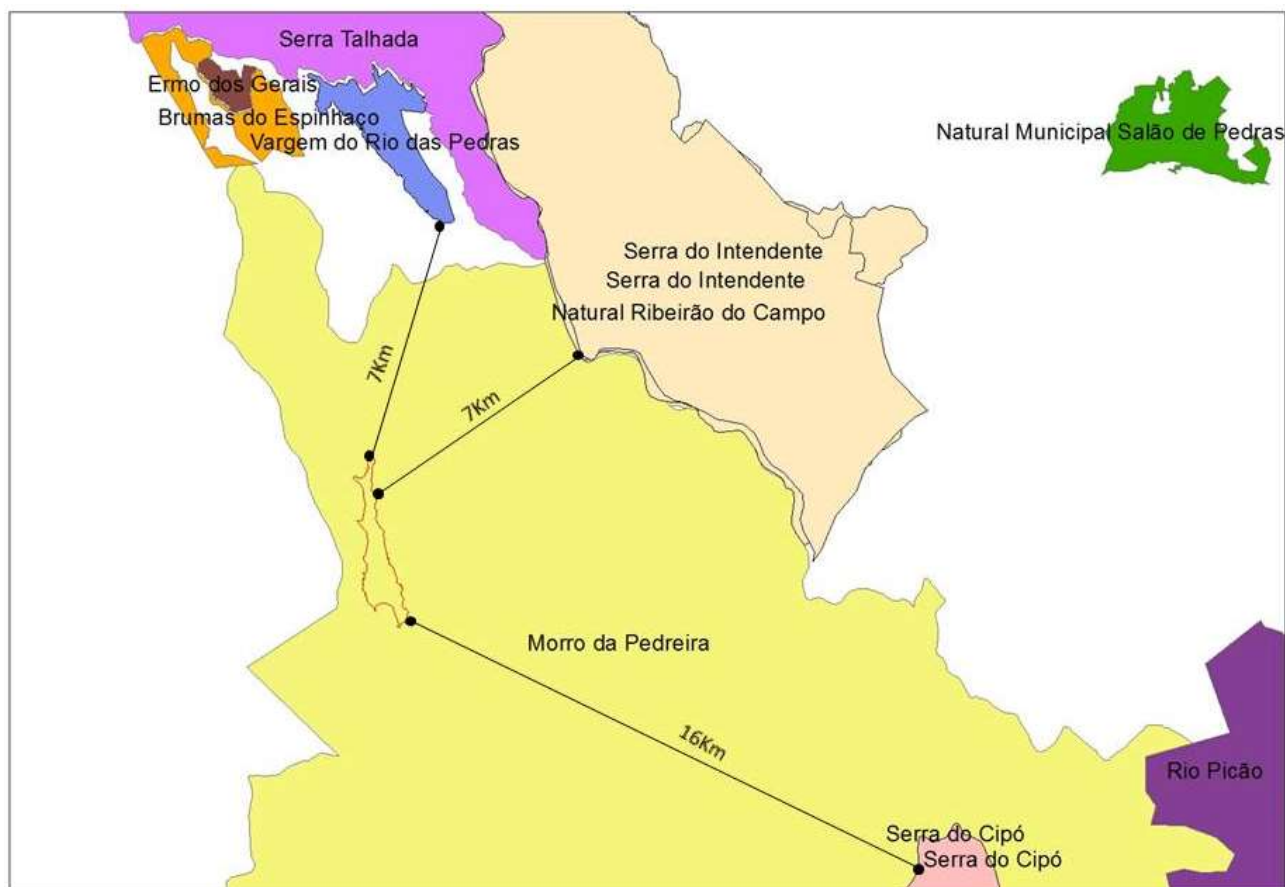 Serra Talhada
Ermo dos Gerais
Brumas do Espinhaço
Natural Municipal Salão de Pedras
Vargem do Rio das Pedras
Serra do Intendente
Serra do Intendente
Natural Ribeirão do Campo
7Km
7Km
Morro da Pedreira
16Km
Rio Picão
Serra do Cipó
Serra do Cipó